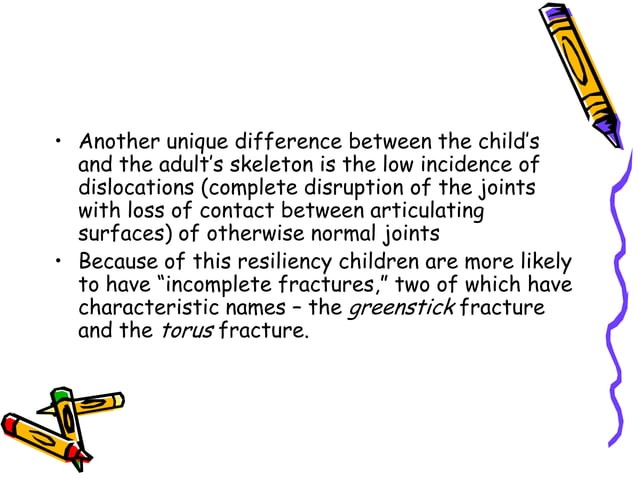 • Another unique difference between the child's
and the adult's skeleton is the low incidence of
dislocations (complete disruption of the joints
with loss of contact between articulating
surfaces) of otherwise normal joints
• Because of this resiliency children are more likely
to have “incomplete fractures,” two of which have
characteristic names – the greenstick fracture
and the torus fracture.